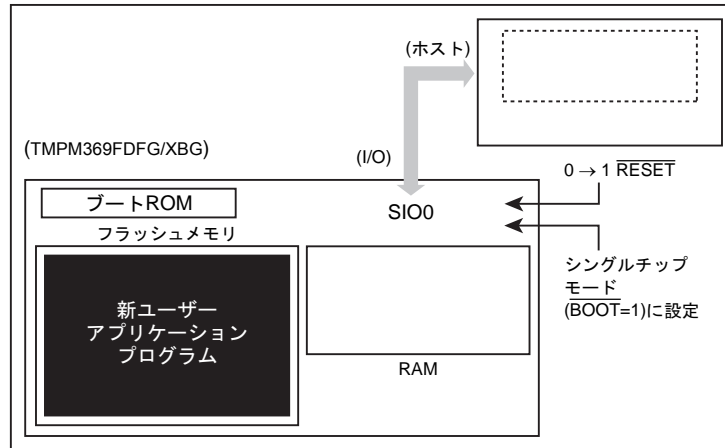 (ホスト)
(TMPM369FDFG/XBG)
(I/O)
0 → 1 RESET
ブートROM
SIO0
フラッシュメモリ
シングルチップ
モード
(BOOT=1)に設定
新ユーザー
アプリケーション
プログラム
RAM